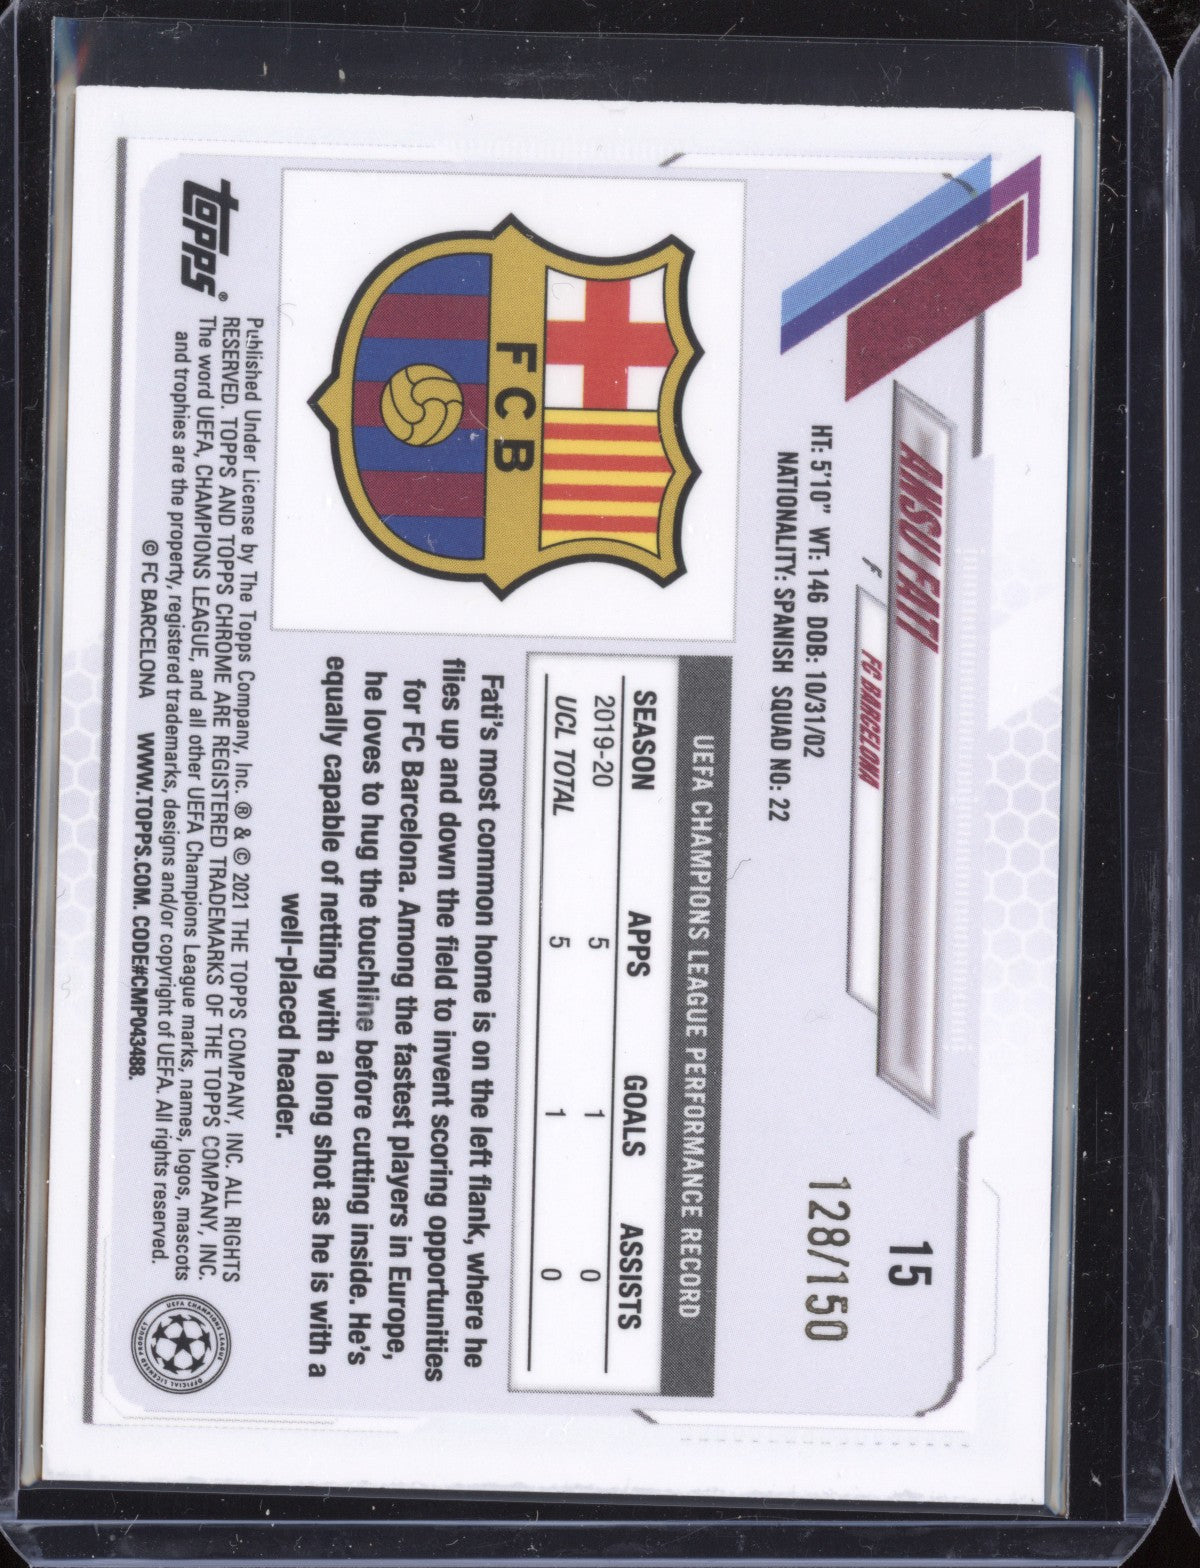 15
128/150
ANSU FATI
F FC BARCELONA
HT: 5'10" WT: 146 DOB: 10/31/02
NATIONALITY: SPANISH SQUAD NO: 22
FCB
UEFA CHAMPIONS LEAGUE PERFORMANCE RECORD
SEASON APPS GOALS ASSISTS
2019-20 5 1 0
UCL TOTAL 5 1 0
Fati's most common home is on the left flank, where he
flies up and down the field to invent scoring opportunities
for FC Barcelona. Among the fastest players in Europe,
he loves to hug the touchline before cutting inside. He's
equally capable of netting with a long shot as he is with a
well-placed header.
topps®
Published Under License by The Topps Company, Inc. ® & © 2021 THE TOPPS COMPANY, INC. ALL RIGHTS
RESERVED. TOPPS AND TOPPS CHROME ARE REGISTERED TRADEMARKS OF THE TOPPS COMPANY, INC.
The word UEFA, CHAMPIONS LEAGUE, and all other UEFA Champions League marks, names, logos, mascots
and trophies are the property, registered trademarks, designs and/or copyright of UEFA. All rights reserved.
© FC BARCELONA WWW.TOPPS.COM. CODE#CMP043488.
UEFA CHAMPIONS LEAGUE
OFFICIAL LICENSED PRODUCT